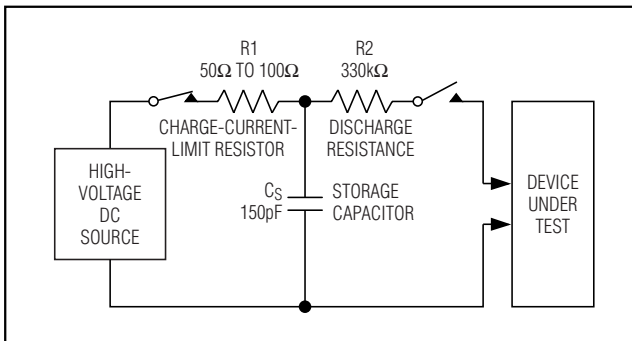 R1
50Ω TO 100Ω
R2
330kΩ
CHARGE-CURRENT-
LIMIT RESISTOR
DISCHARGE
RESISTANCE
HIGH-
VOLTAGE
DC
SOURCE
CS
150pF
STORAGE
CAPACITOR
DEVICE
UNDER
TEST